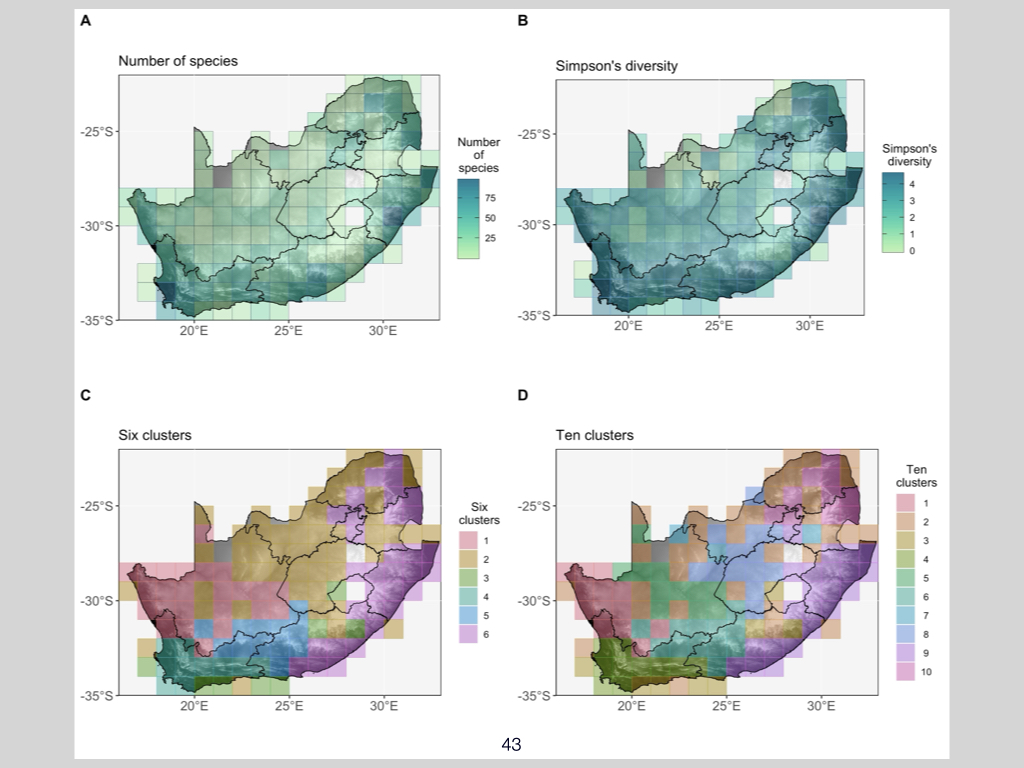 A
B
Number of species
Simpson's diversity
-25°S
-30°S
-35°S
20°E 25°E 30°E
Number
of
species
75
50
25
-25°S
-30°S
-35°S
20°E 25°E 30°E
Simpson's
diversity
4
3
2
1
0
C
D
Six clusters
Ten clusters
-25°S
-30°S
-35°S
20°E 25°E 30°E
Six
clusters
1
2
3
4
5
6
-25°S
-30°S
-35°S
20°E 25°E 30°E
Ten
clusters
1
2
3
4
5
6
7
8
9
10
43